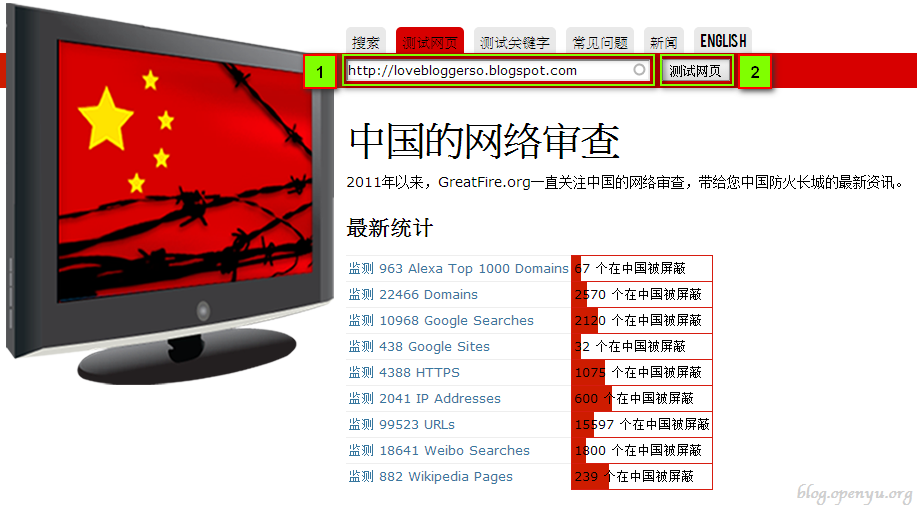 搜索 测试网页 测试关键字 常见问题 新闻 ENGLISH
1 http://lovebloggerso.blogspot.com 测试网页 2
中国的网络审查
2011年以来，GreatFire.org一直关注中国的网络审查，带给您中国防火长城的最新资讯。
最新统计
监测 963 Alexa Top 1000 Domains 67 个在中国被屏蔽
监测 22466 Domains 2570 个在中国被屏蔽
监测 10968 Google Searches 2120 个在中国被屏蔽
监测 438 Google Sites 32 个在中国被屏蔽
监测 4388 HTTPS 1075 个在中国被屏蔽
监测 2041 IP Addresses 600 个在中国被屏蔽
监测 99523 URLs 15597 个在中国被屏蔽
监测 18641 Weibo Searches 1800 个在中国被屏蔽
监测 882 Wikipedia Pages 239 个在中国被屏蔽
blog.openyu.org